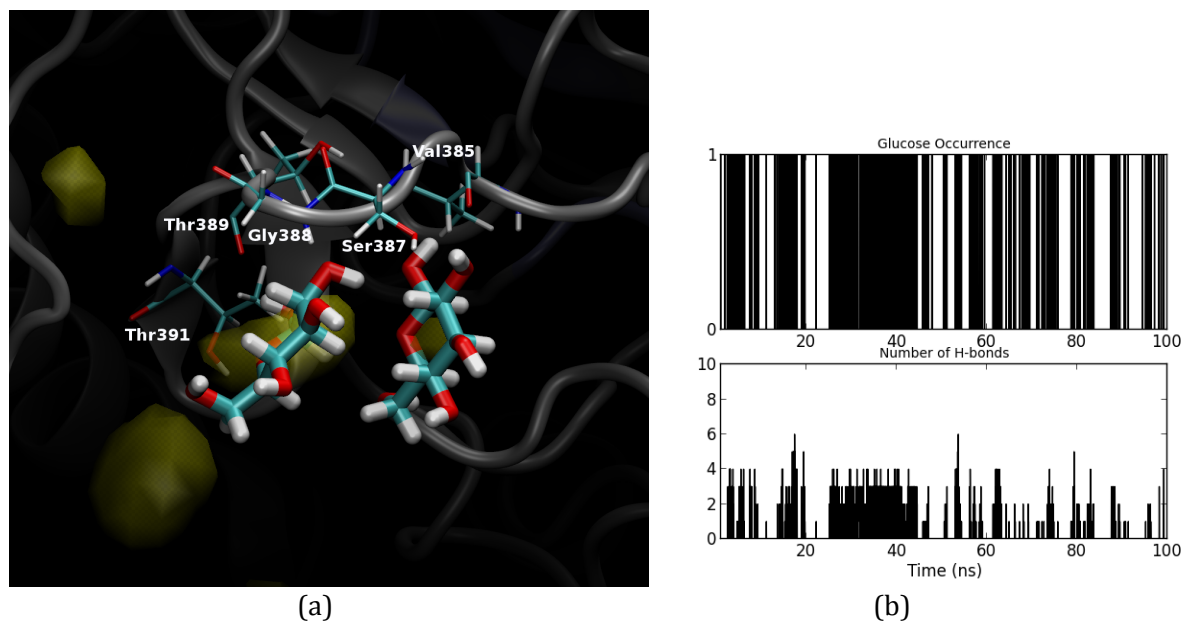 Val385
Thr389
Gly388
Ser387
Thr391
(a)
Glucose Occurrence
1
0
20 40 60 80 100
Number of H-bonds
10
8
6
4
2
0
20 40 60 80 100
Time (ns)
(b)